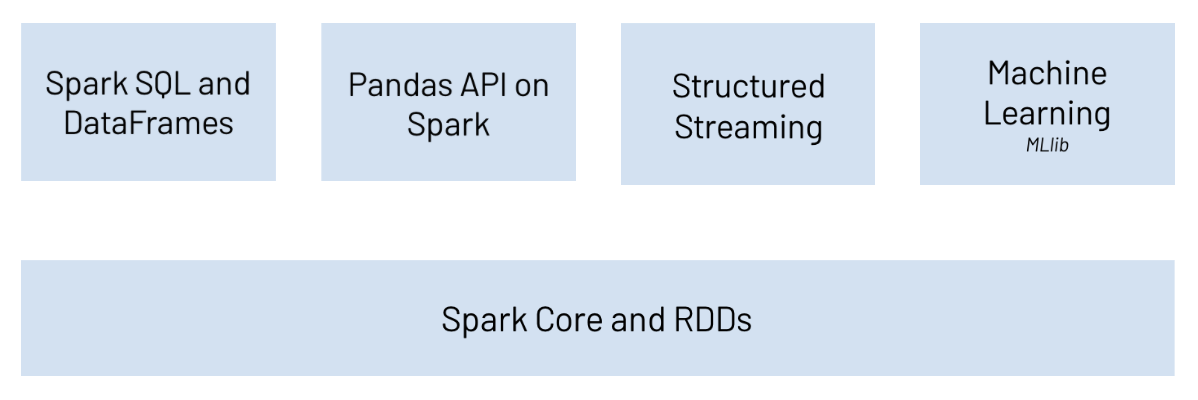 Spark SQL and
DataFrames
Pandas API on
Spark
Structured
Streaming
Machine
Learning
MLlib
Spark Core and RDDs